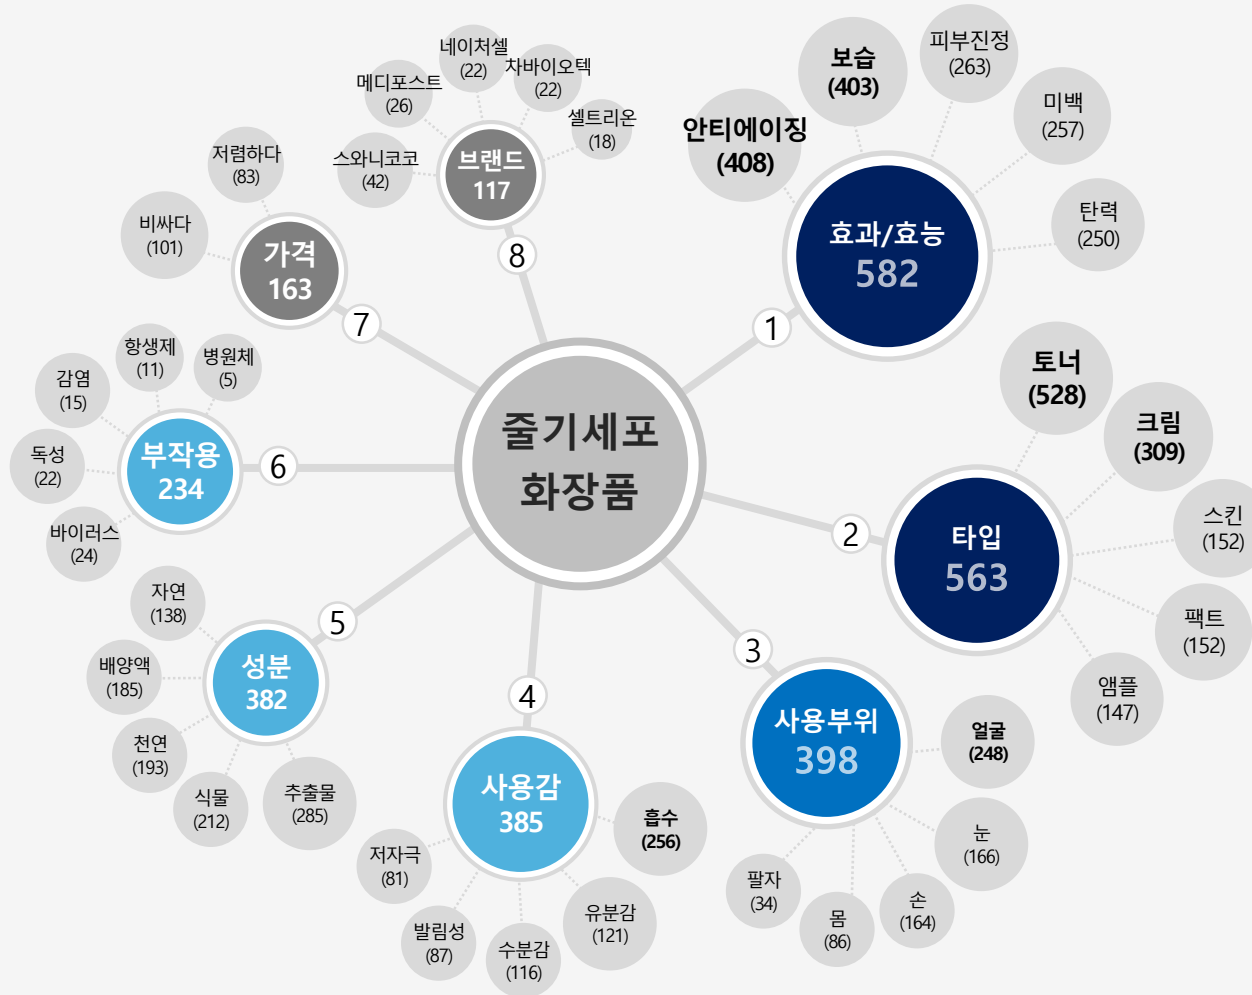 줄기세포
화장품
1
효과/효능
582
안티에이징
(408)
보습
(403)
피부진정
(263)
미백
(257)
탄력
(250)
2
타입
563
토너
(528)
크림
(309)
스킨
(152)
팩트
(152)
앰플
(147)
3
사용부위
398
얼굴
(248)
눈
(166)
손
(164)
몸
(86)
팔자
(34)
4
사용감
385
흡수
(256)
유분감
(121)
수분감
(116)
발림성
(87)
저자극
(81)
5
성분
382
추출물
(285)
식물
(212)
천연
(193)
배양액
(185)
자연
(138)
6
부작용
234
바이러스
(24)
독성
(22)
감염
(15)
항생제
(11)
병원체
(5)
7
가격
163
비싸다
(101)
저렴하다
(83)
8
브랜드
117
스와니코코
(42)
메디포스트
(26)
네이처셀
(22)
차바이오텍
(22)
셀트리온
(18)